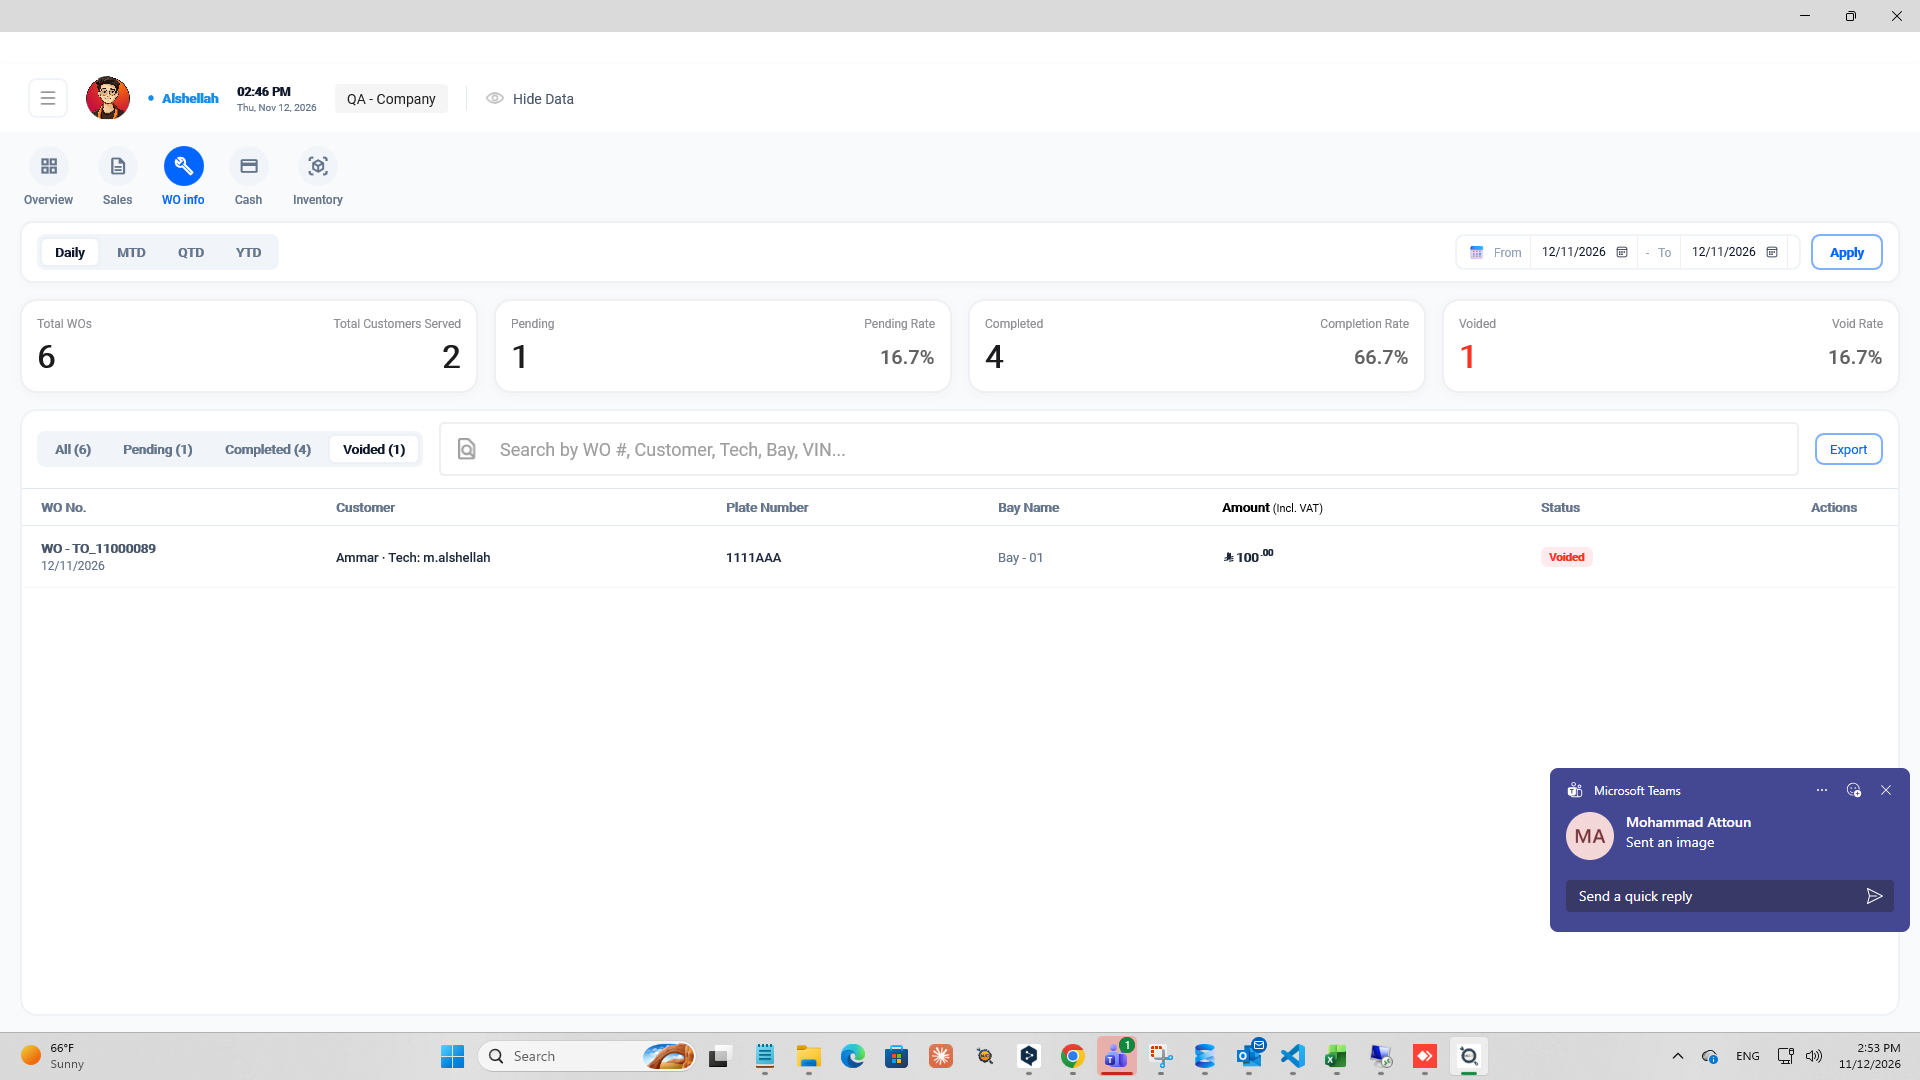 Alshellah
02:46 PM
Thu, Nov 12, 2026
QA - Company
Hide Data
Overview
Sales
WO info
Cash
Inventory
Daily MTD QTD YTD
From 12/11/2026 - To 12/11/2026 Apply
Total WOs Total Customers Served
6 2
Pending Pending Rate
1 16.7%
Completed Completion Rate
4 66.7%
Voided Void Rate
1 16.7%
All (6) Pending (1) Completed (4) Voided (1)
Search by WO #, Customer, Tech, Bay, VIN...
Export
WO No. Customer Plate Number Bay Name Amount (Incl. VAT) Status Actions
WO - TO_11000089
12/11/2026
Ammar · Tech: m.alshellah 1111AAA Bay - 01 100.00 Voided
Microsoft Teams
MA
Mohammad Attoun
Sent an image
Send a quick reply
66°F
Sunny
Search
1
ENG
2:53 PM
11/12/2026